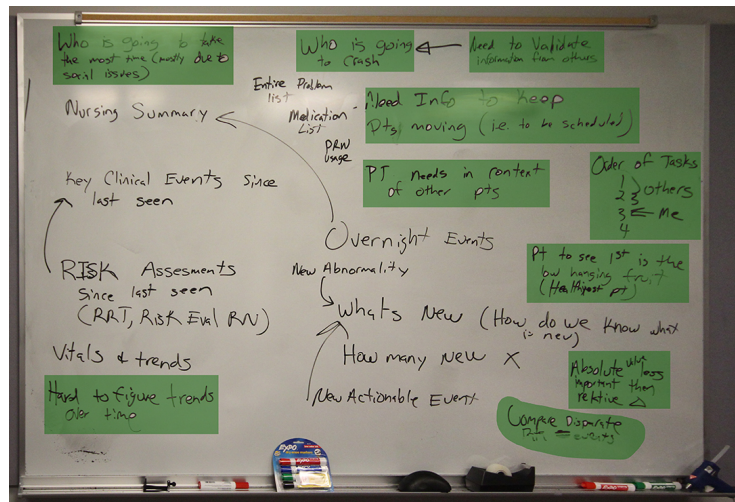 Who is going to take
the most time (mostly due to
social issues)
Who is going
to crash
Need to Validate
information from others
Entire Problem
list
Medication
List
PRN
usage
Need Info to keep
pts moving (i.e. to be scheduled)
Nursing Summary
PT needs in context
of other pts
Order of Tasks
1
2 3 others
3 Me
4
Key Clinical Events since
last seen
Overnight Events
Pt to see 1st is the
low hanging fruit
(Healthiest pt)
New Abnormality
RISK Assesments
Since last seen
(RRT, Risk Eval RN)
Whats New (How do we know what
is new)
How many New X
Vitals & trends
Absolute less
important than
relative △
New Actionable Event
Hard to figure trends
over time
Compare Disparate
events
EXPO